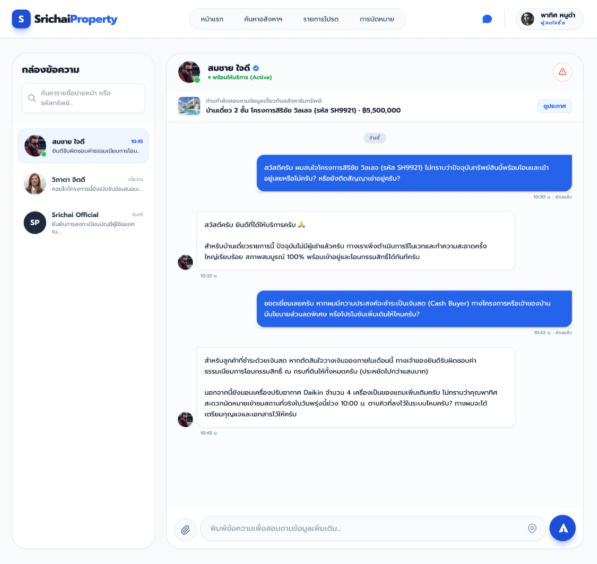 S SrichaiProperty
หน้าแรก ค้นหาอสังหาฯ รายการโปรด การนัดหมาย
พาทิศ หนูดำ
ผู้สนใจซื้อ
กล่องข้อความ
ค้นหารายชื่อนายหน้า หรือ
รหัสทรัพย์...
สมชาย ใจดี 10:45
ยินดีรับผิดชอบค่าธรรมเนียมการโอน...
วิภาดา จิตดี เมื่อวาน
คอนโดโครงการนี้ยังเปิดรับข้อเสนอนะ...
SP Srichai Official จันทร์
ยืนยันการลงทะเบียนบัญชีผู้ใช้ของค
ณ...
สมชาย ใจดี
พร้อมให้บริการ (Active)
ท่านกำลังสอบถามข้อมูลเกี่ยวกับอสังหาริมทรัพย์:
บ้านเดี่ยว 2 ชั้น โครงการสิริชัย วิลเลจ (รหัส SH9921) • ฿5,500,000
ดูประกาศ
วันนี้
สวัสดีครับ ผมสนใจโครงการสิริชัย วิลเลจ (รหัส SH9921) ไม่ทราบว่าปัจจุบันทรัพย์สินนี้พร้อมโอนและเข้า
อยู่เลยหรือไม่ครับ? หรือยังติดสัญญาเช่าอยู่ครับ?
10:30 น. • อ่านแล้ว
สวัสดีครับ ยินดีที่ได้ให้บริการครับ 🙏
สำหรับบ้านเดี่ยวรายการนี้ ปัจจุบันไม่มีผู้เช่าแล้วครับ ทางเราเพิ่งดำเนินการรีโนเวทและทำความสะอาดครั้ง
ใหญ่เรียบร้อย สภาพสมบูรณ์ 100% พร้อมเข้าอยู่และโอนกรรมสิทธิ์ได้ทันทีครับ
10:32 น.
ยอดเยี่ยมเลยครับ หากผมมีความประสงค์จะชำระเป็นเงินสด (Cash Buyer) ทางโครงการหรือเจ้าของบ้าน
มีนโยบายส่วนลดพิเศษ หรือโปรโมชันเพิ่มเติมให้ไหมครับ?
10:43 น. • อ่านแล้ว
สำหรับลูกค้าที่ชำระด้วยเงินสด หากตัดสินใจวางเงินจองภายในเดือนนี้ ทางเจ้าของยินดีรับผิดชอบค่า
ธรรมเนียมการโอนกรรมสิทธิ์ ณ กรมที่ดินให้ทั้งหมดครับ (ประหยัดไปกว่าแสนบาท)
นอกจากนี้ยังมอบเครื่องปรับอากาศ Daikin จำนวน 4 เครื่องเป็นของแถมเพิ่มเติมครับ ไม่ทราบว่าคุณพาทิศ
สะดวกนัดหมายเข้าชมสถานที่จริงในวันพรุ่งนี้ช่วง 10:00 น. ตามคิวที่ลงไว้ในระบบไหมครับ? ทางผมจะได้
เตรียมกุญแจและเอกสารไว้ให้ครับ
10:45 น.
พิมพ์ข้อความเพื่อสอบถามข้อมูลเพิ่มเติม...